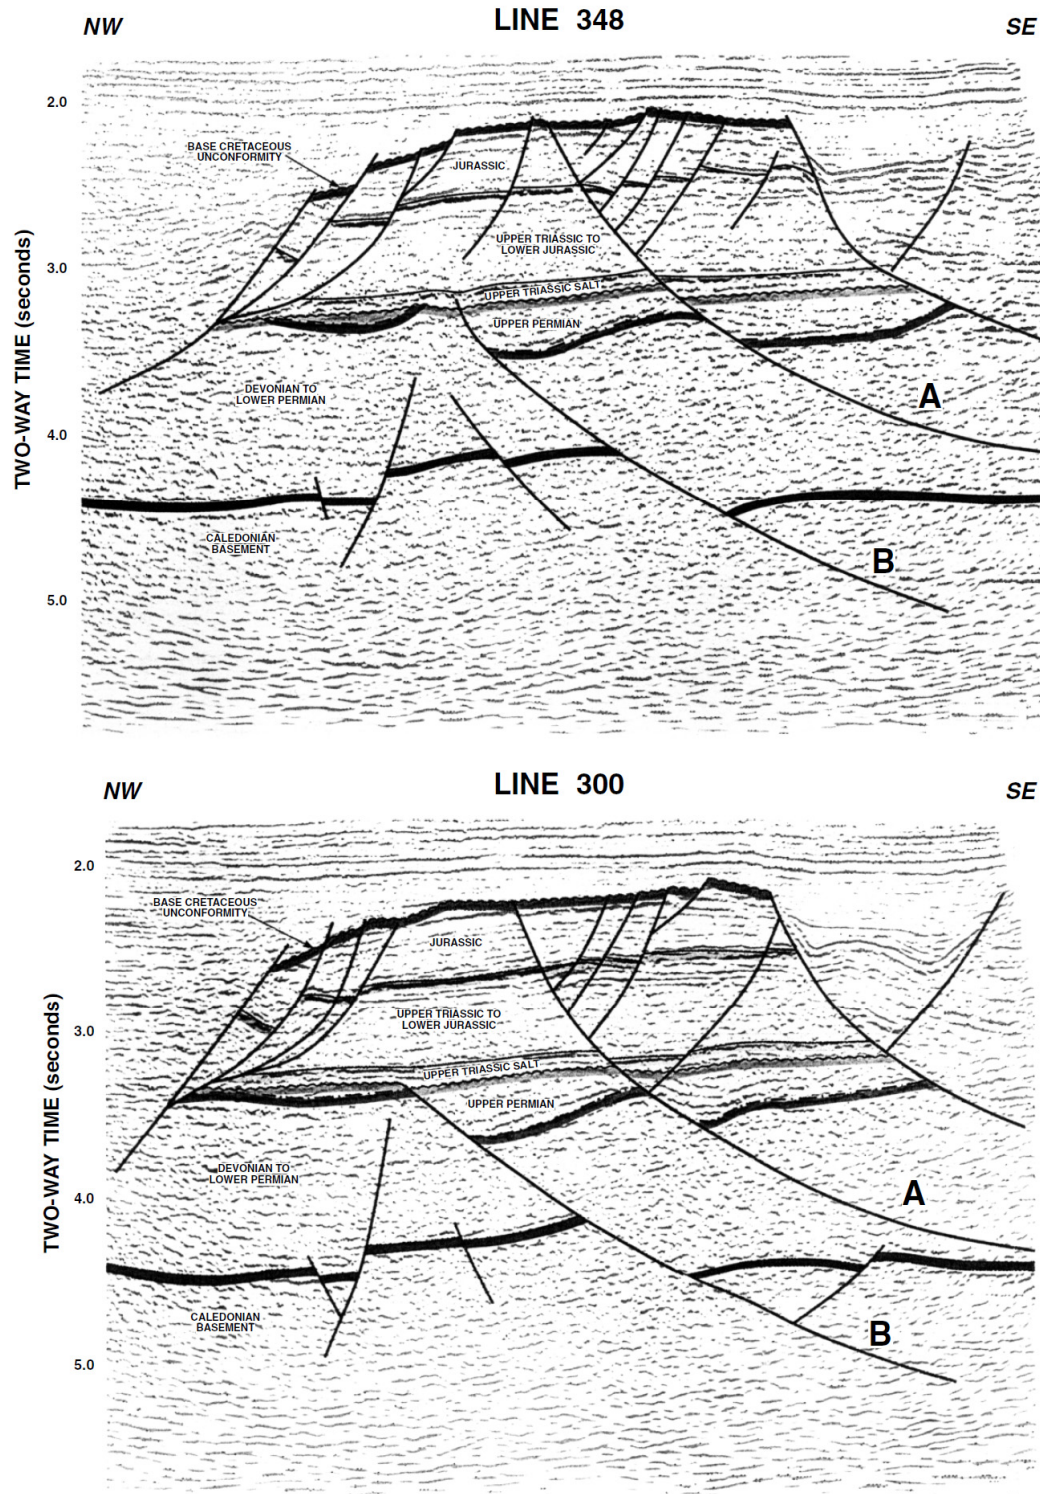 NW
LINE 348
SE
2.0
BASE CRETACEOUS
UNCONFORMITY
JURASSIC
TWO-WAY TIME (seconds)
UPPER TRIASSIC TO
LOWER JURASSIC
3.0
UPPER TRIASSIC SALT
UPPER PERMIAN
DEVONIAN TO
LOWER PERMIAN
A
4.0
CALEDONIAN
BASEMENT
B
5.0
NW
LINE 300
SE
2.0
BASE CRETACEOUS
UNCONFORMITY
JURASSIC
TWO-WAY TIME (seconds)
UPPER TRIASSIC TO
LOWER JURASSIC
3.0
UPPER TRIASSIC SALT
UPPER PERMIAN
DEVONIAN TO
LOWER PERMIAN
A
4.0
CALEDONIAN
BASEMENT
B
5.0